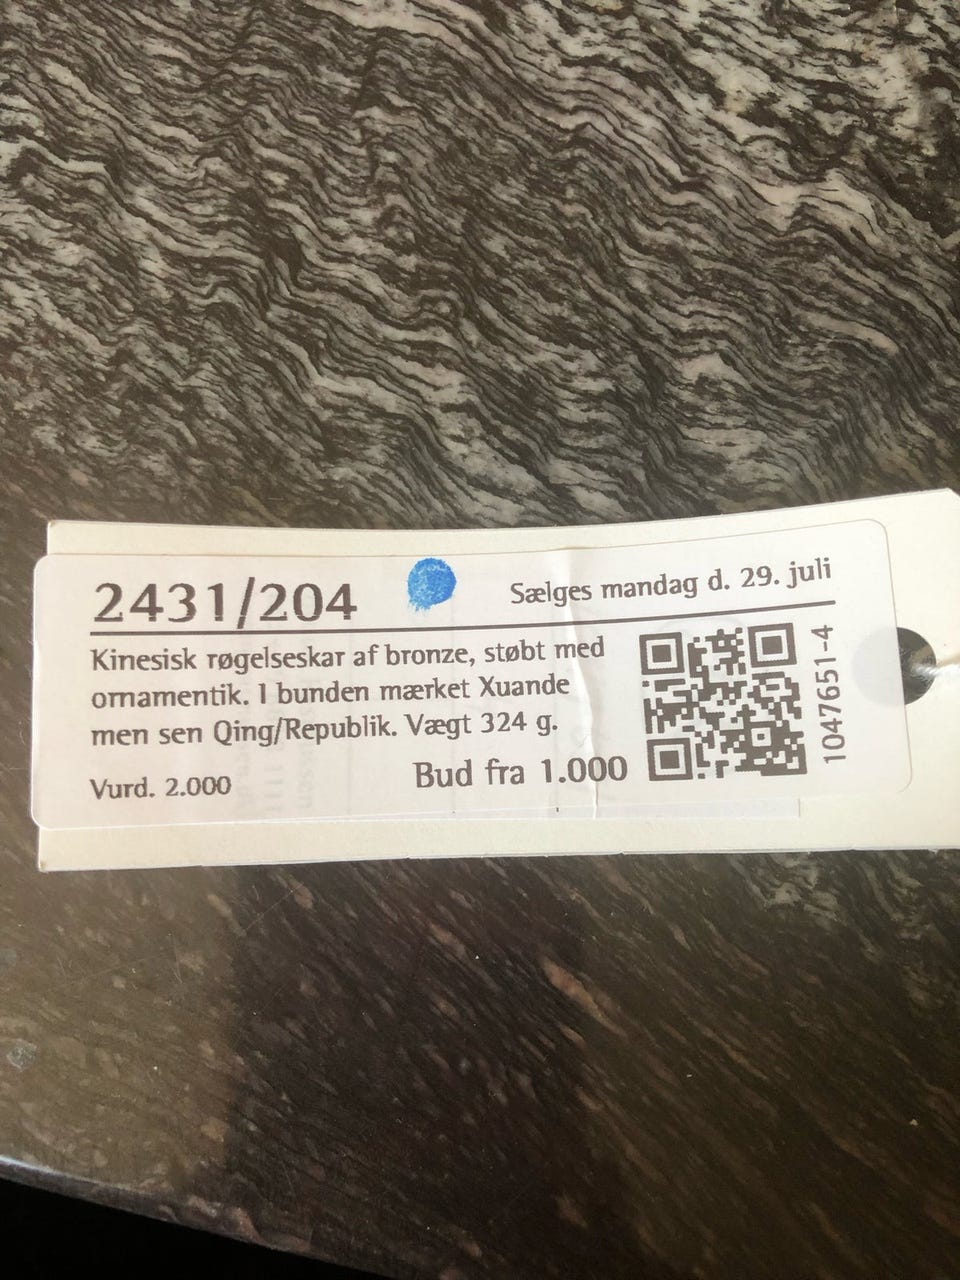 2431/204
Sælges mandag d. 29. juli
Kinesisk røgelseskar af bronze, støbt med
ornamentik. I bunden mærket Xuande
men sen Qing/Republik. Vægt 324 g.
Vurd. 2.000
Bud fra 1.000
1047651-4